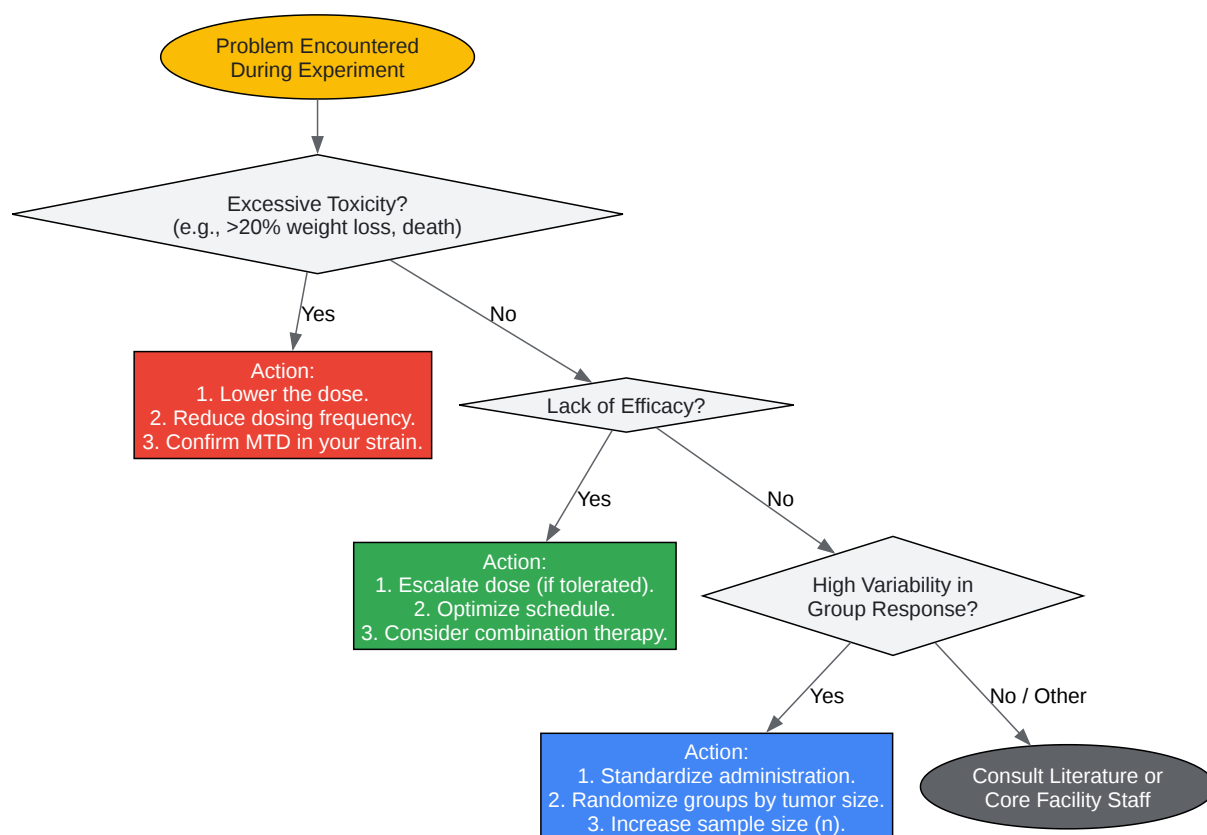 Problem Encountered
During Experiment
Excessive Toxicity?
(e.g., >20% weight loss, death)
Yes
No
Action:
1. Lower the dose.
2. Reduce dosing frequency.
3. Confirm MTD in your strain.
Lack of Efficacy?
Yes
No
Action:
1. Escalate dose (if tolerated).
2. Optimize schedule.
3. Consider combination therapy.
High Variability in
Group Response?
Yes
No / Other
Action:
1. Standardize administration.
2. Randomize groups by tumor size.
3. Increase sample size (n).
Consult Literature or
Core Facility Staff